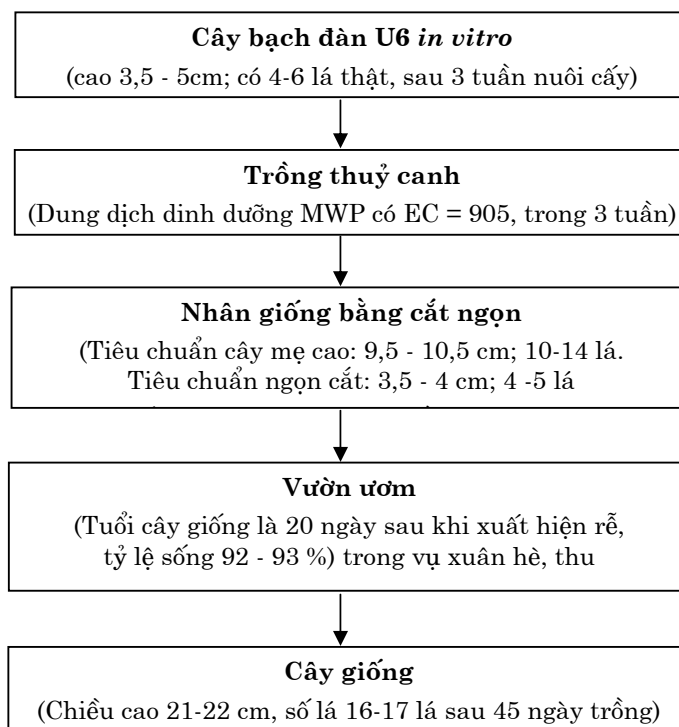 Cây bạch đàn U6 in vitro
(cao 3,5 - 5cm; có 4-6 lá thật, sau 3 tuần nuôi cấy)
Trồng thuỷ canh
(Dung dịch dinh dưỡng MWP có EC = 905, trong 3 tuần)
Nhân giống bằng cắt ngọn
(Tiêu chuẩn cây mẹ cao: 9,5 - 10,5 cm; 10-14 lá.
Tiêu chuẩn ngọn cắt: 3,5 - 4 cm; 4 -5 lá
Vườn ươm
(Tuổi cây giống là 20 ngày sau khi xuất hiện rễ,
tỷ lệ sống 92 - 93 %) trong vụ xuân hè, thu
Cây giống
(Chiều cao 21-22 cm, số lá 16-17 lá sau 45 ngày trồng)